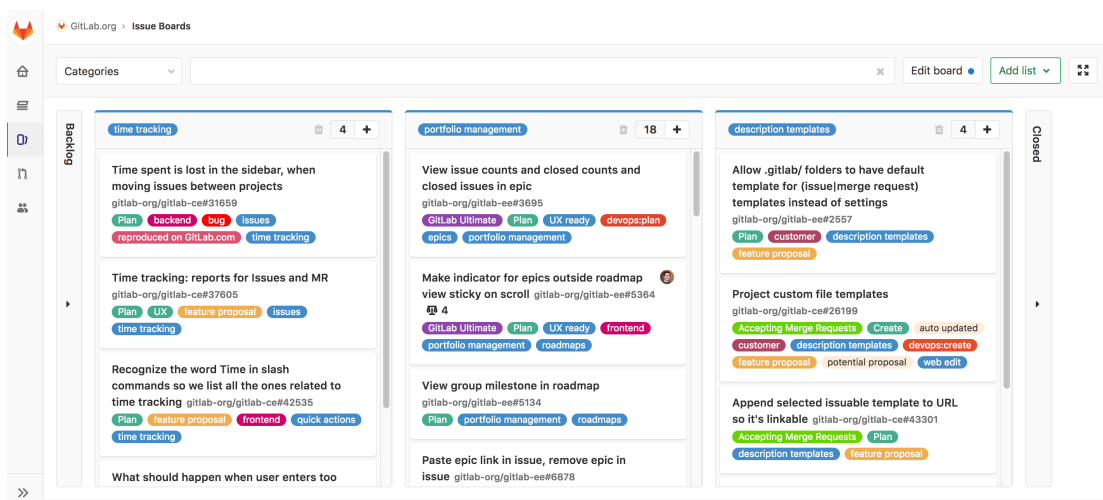 GitLab.org > Issue Boards
Categories
Edit board
Add list
Backlog
time tracking
4
Time spent is lost in the sidebar, when
moving issues between projects
gitlab-org/gitlab-ce#31659
Plan backend bug issues
reproduced on GitLab.com time tracking
Time tracking: reports for Issues and MR
gitlab-org/gitlab-ce#37605
Plan UX feature proposal issues
time tracking
Recognize the word Time in slash
commands so we list all the ones related to
time tracking gitlab-org/gitlab-ce#42535
Plan feature proposal frontend quick actions
time tracking
What should happen when user enters too
portfolio management
18
View issue counts and closed counts and
closed issues in epic
gitlab-org/gitlab-ee#3695
GitLab Ultimate Plan UX ready devops:plan
epics portfolio management
Make indicator for epics outside roadmap
view sticky on scroll gitlab-org/gitlab-ee#5364
4
GitLab Ultimate Plan UX ready frontend
portfolio management roadmaps
View group milestone in roadmap
gitlab-org/gitlab-ee#5134
Plan portfolio management roadmaps
Paste epic link in issue, remove epic in
issue gitlab-org/gitlab-ee#6878
description templates
4
Allow .gitlab/ folders to have default
template for (issue|merge request)
templates instead of settings
gitlab-org/gitlab-ee#2557
Plan customer description templates
feature proposal
Project custom file templates
gitlab-org/gitlab-ce#26199
Accepting Merge Requests Create auto updated
customer description templates devops:create
feature proposal potential proposal web edit
Append selected issuable template to URL
so it's linkable gitlab-org/gitlab-ce#43301
Accepting Merge Requests Plan
description templates feature proposal
Closed